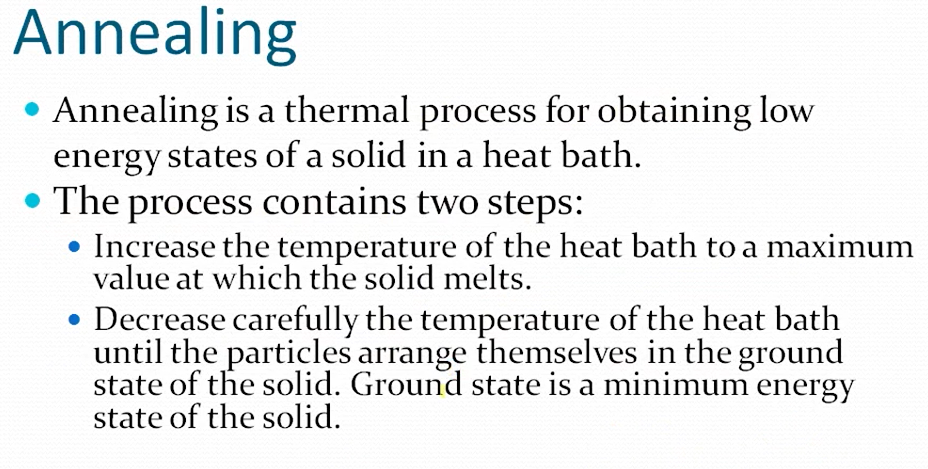 Annealing
• Annealing is a thermal process for obtaining low
energy states of a solid in a heat bath.
• The process contains two steps:
• Increase the temperature of the heat bath to a maximum
value at which the solid melts.
• Decrease carefully the temperature of the heat bath
until the particles arrange themselves in the ground
state of the solid. Ground state is a minimum energy
state of the solid.